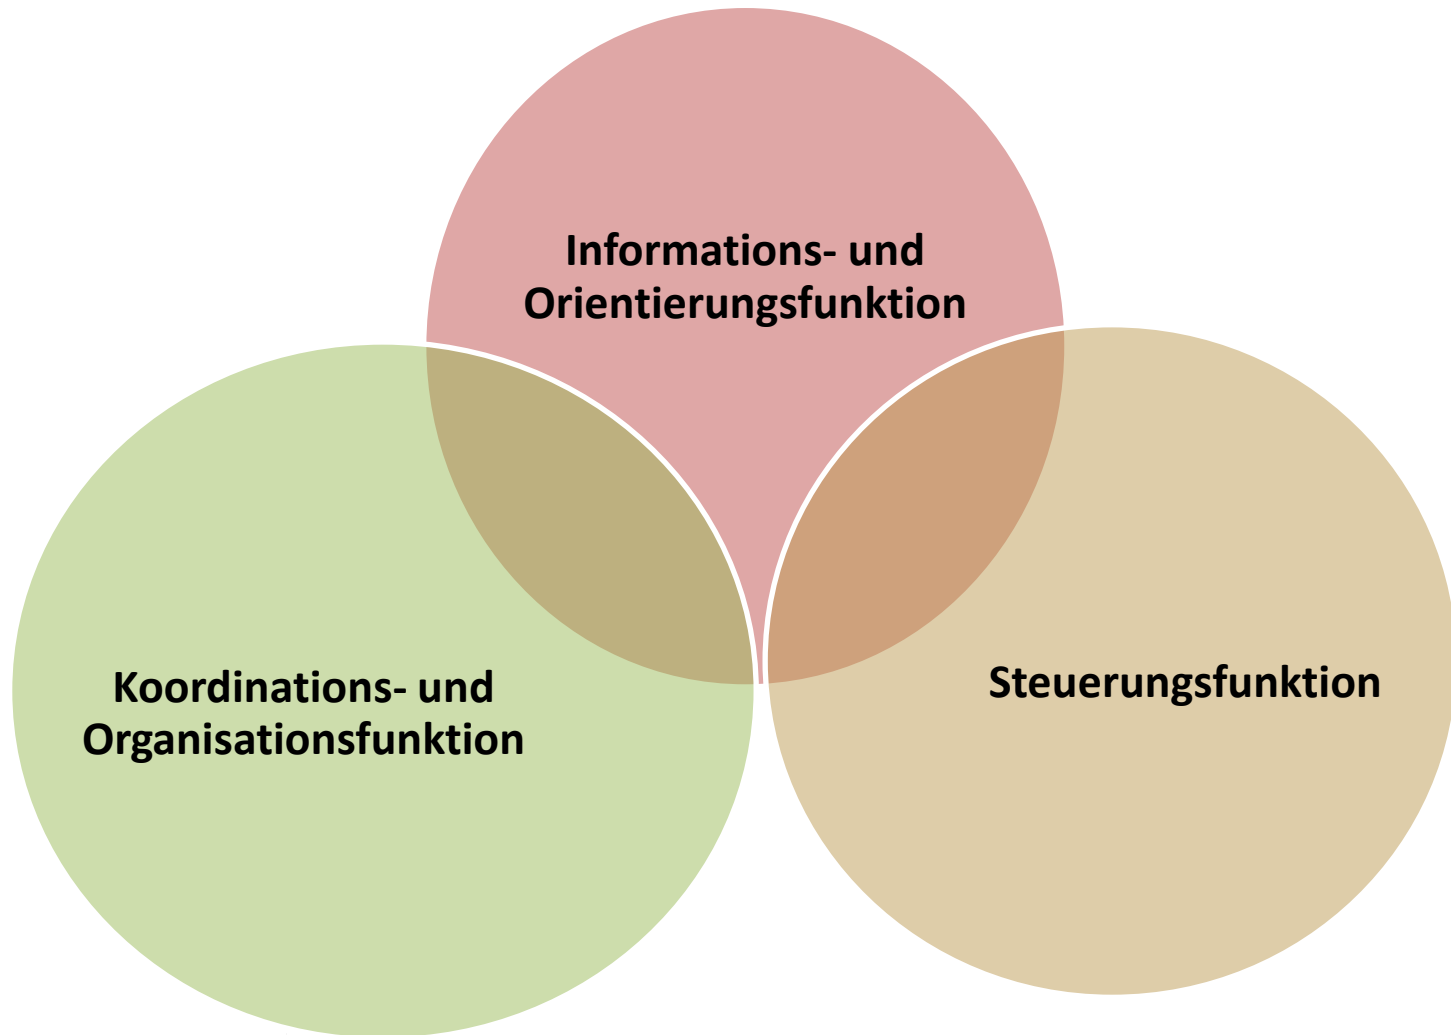 Informations- und
Orientierungsfunktion
Koordinations- und
Organisationsfunktion
Steuerungsfunktion